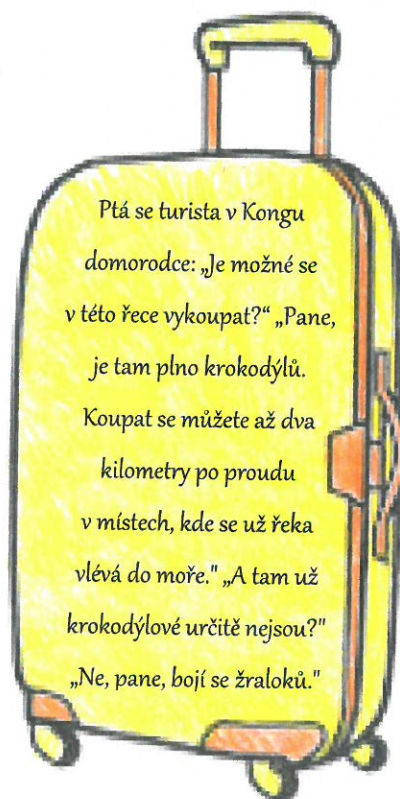 Ptá se turista v Kongu
domorodce: „Je možné se
v této řece vykoupat?“ „Pane,
je tam plno krokodýlů.
Koupat se můžete až dva
kilometry po proudu
v místech, kde se už řeka
vlévá do moře." „A tam už
krokodýlové určitě nejsou?"
„Ne, pane, bojí se žraloků."